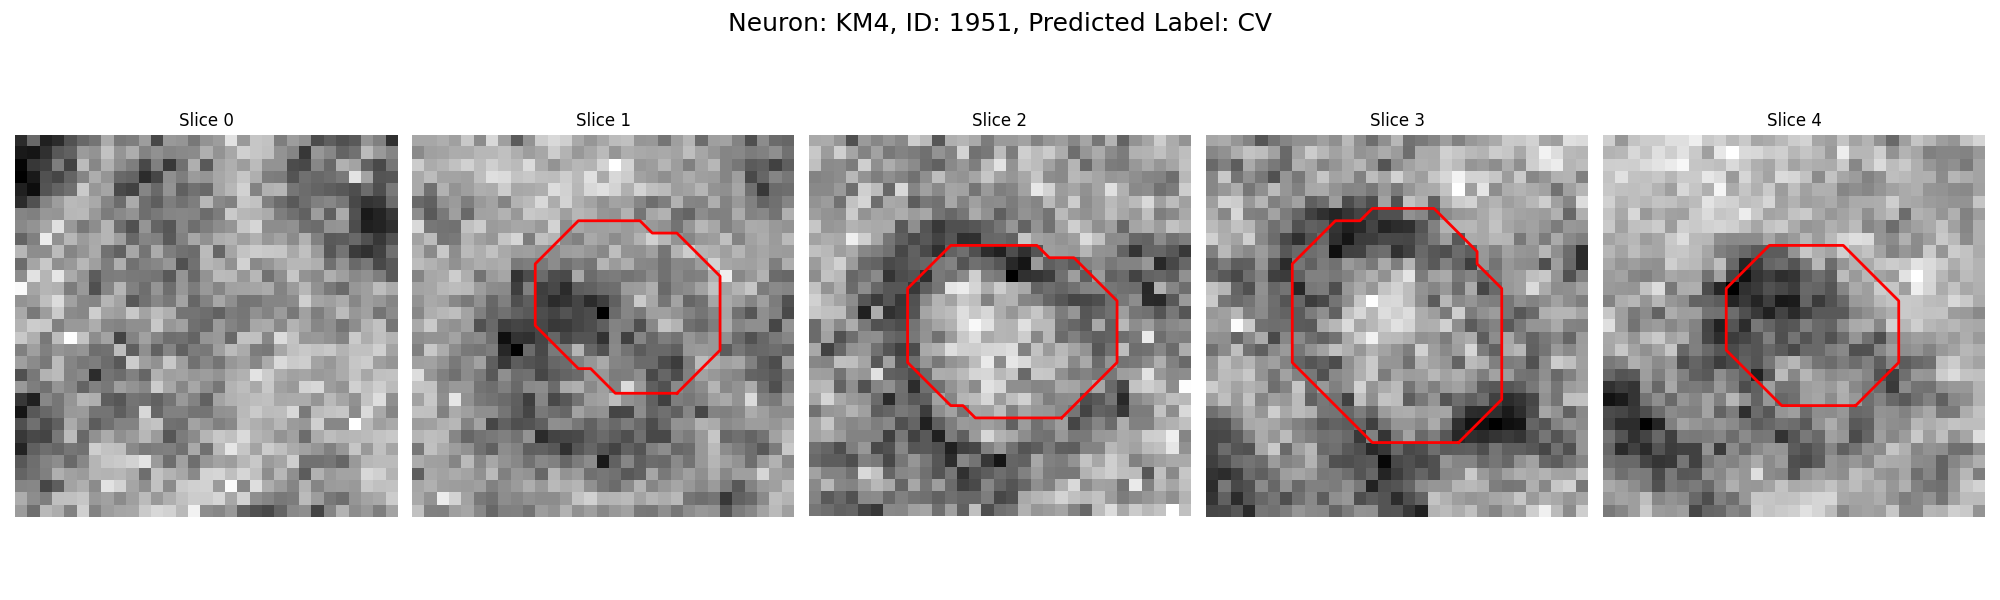 Neuron: KM4, ID: 1951, Predicted Label: CV
Slice 0
Slice 1
Slice 2
Slice 3
Slice 4